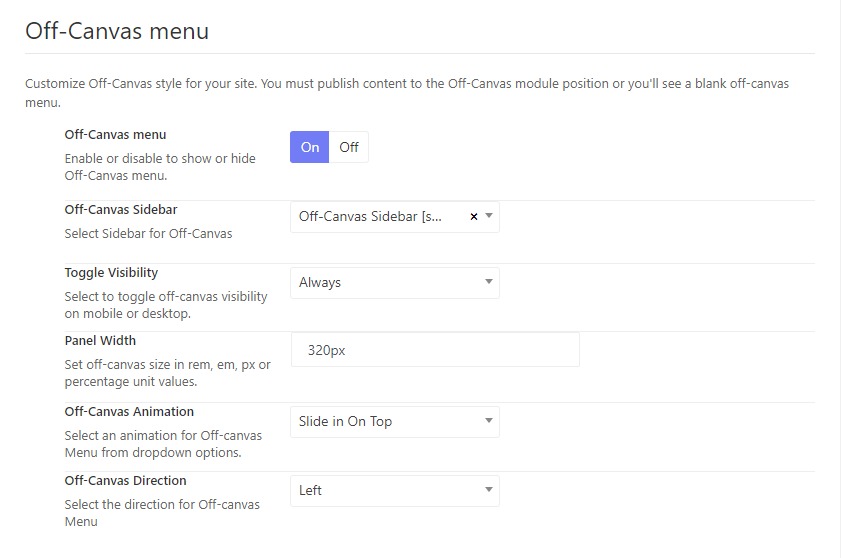 Off-Canvas menu
Customize Off-Canvas style for your site. You must publish content to the Off-Canvas module position or you'll see a blank off-canvas
menu.
Off-Canvas menu
On Off
Enable or disable to show or hide
Off-Canvas menu.
Off-Canvas Sidebar
Off-Canvas Sidebar [s...
Select Sidebar for Off-Canvas
Toggle Visibility
Always
Select to toggle off-canvas visibility
on mobile or desktop.
Panel Width
320px
Set off-canvas size in rem, em, px or
percentage unit values.
Off-Canvas Animation
Slide in On Top
Select an animation for Off-canvas
Menu from dropdown options.
Off-Canvas Direction
Left
Select the direction for Off-canvas
Menu